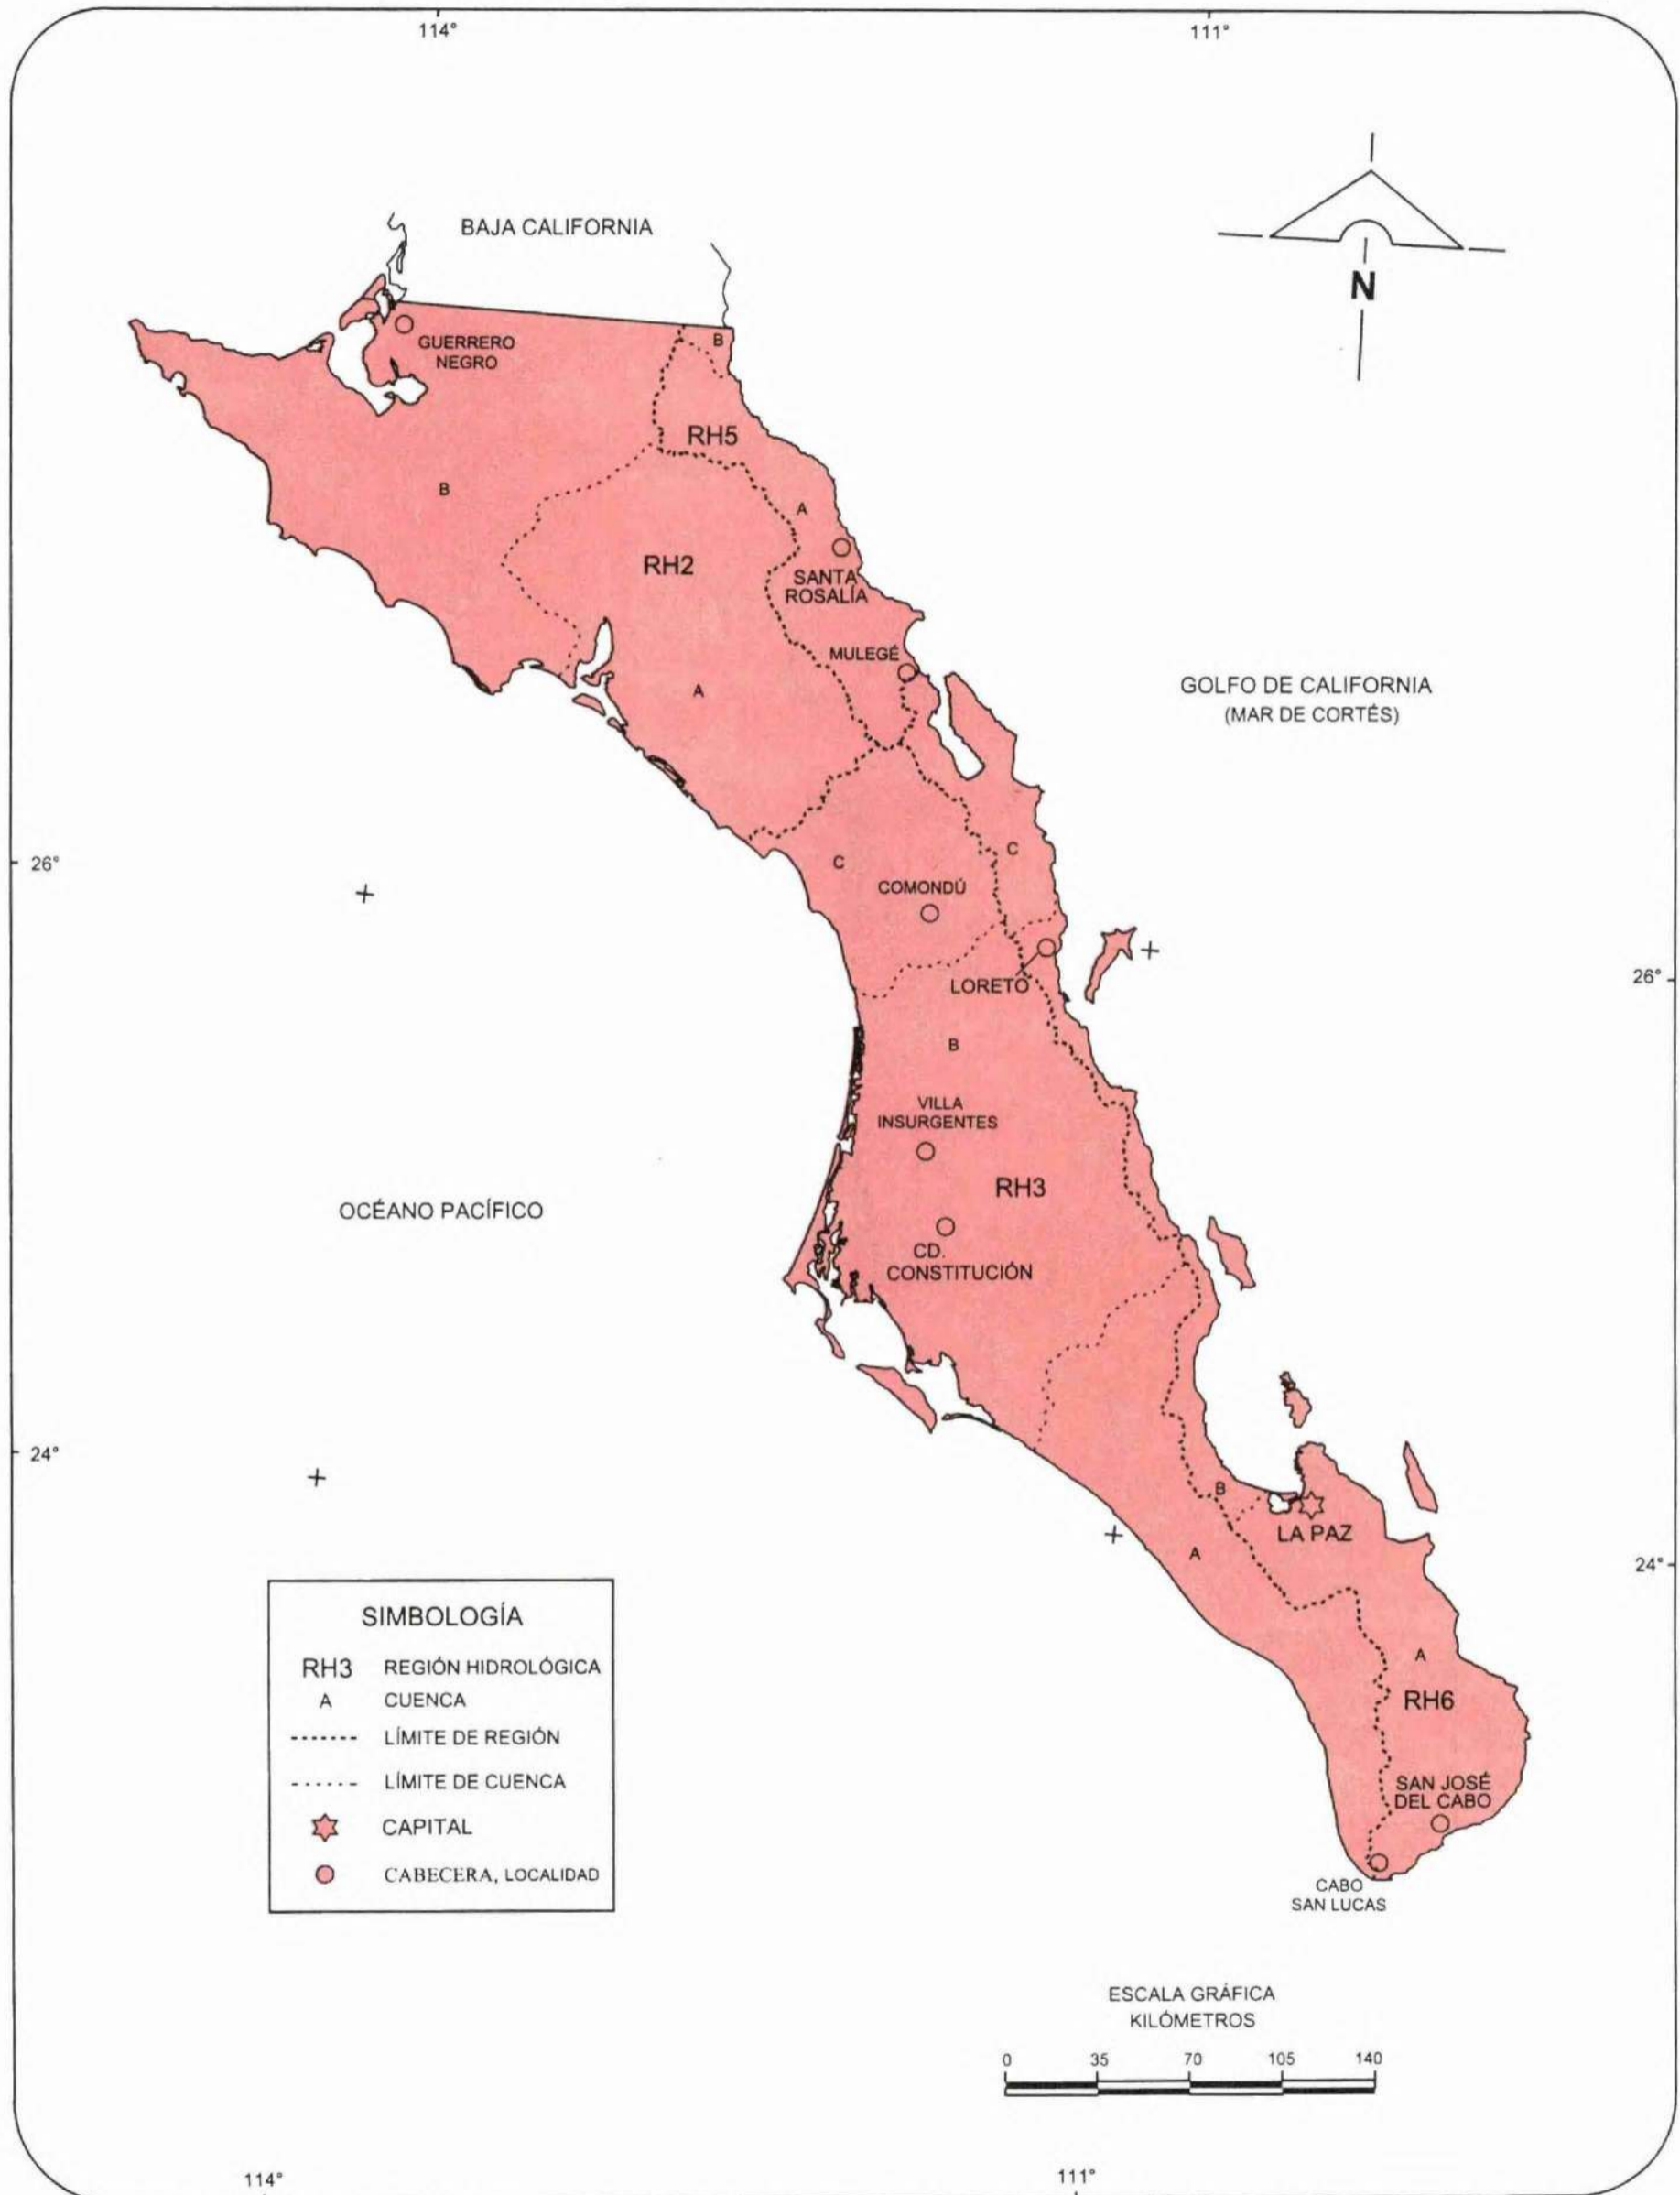 114°
111°
BAJA CALIFORNIA
N
GUERRERO
NEGRO
B
RH5
B
A
RH2
SANTA
ROSALÍA
MULEGÉ
A
GOLFO DE CALIFORNIA
(MAR DE CORTÉS)
26°
C
C
COMONDÚ
LORETO
26°
B
VILLA
INSURGENTES
RH3
OCÉANO PACÍFICO
CD.
CONSTITUCIÓN
24°
B
LA PAZ
A
24°
A
RH6
SAN JOSÉ
DEL CABO
CABO
SAN LUCAS
SIMBOLOGÍA
RH3 REGIÓN HIDROLÓGICA
A CUENCA
LÍMITE DE REGIÓN
LÍMITE DE CUENCA
CAPITAL
CABECERA, LOCALIDAD
ESCALA GRÁFICA
KILÓMETROS
0 35 70 105 140
114°
111°